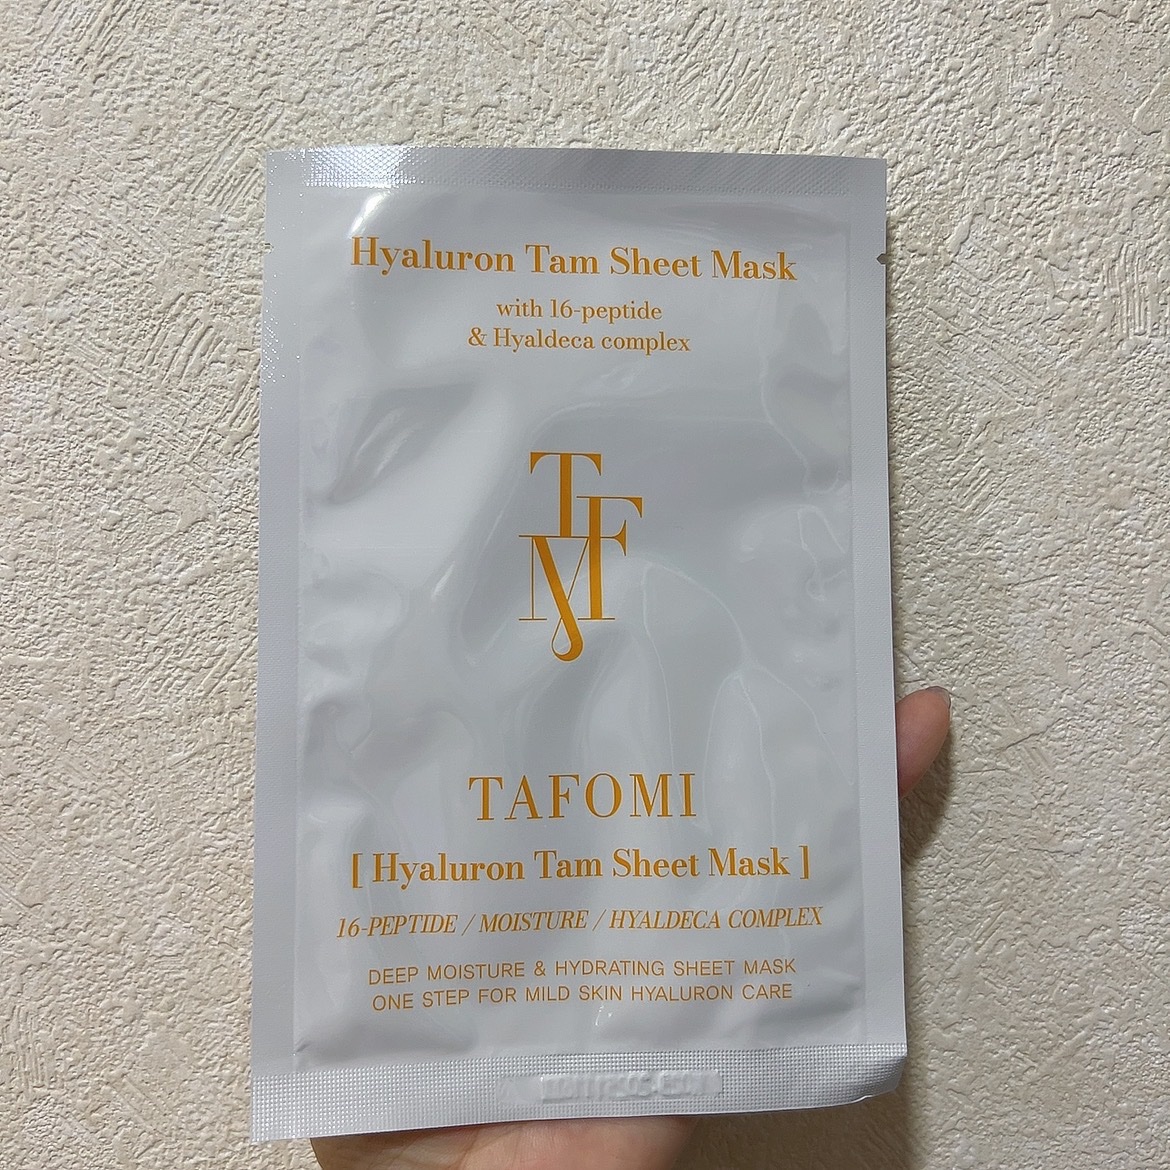 Hyaluron Tam Sheet Mask
with 16-peptide
& Hyaldeca complex
TFM
TAFOMI
[ Hyaluron Tam Sheet Mask ]
16-PEPTIDE / MOISTURE / HYALDECA COMPLEX
DEEP MOISTURE & HYDRATING SHEET MASK
ONE STEP FOR MILD SKIN HYALURON CARE